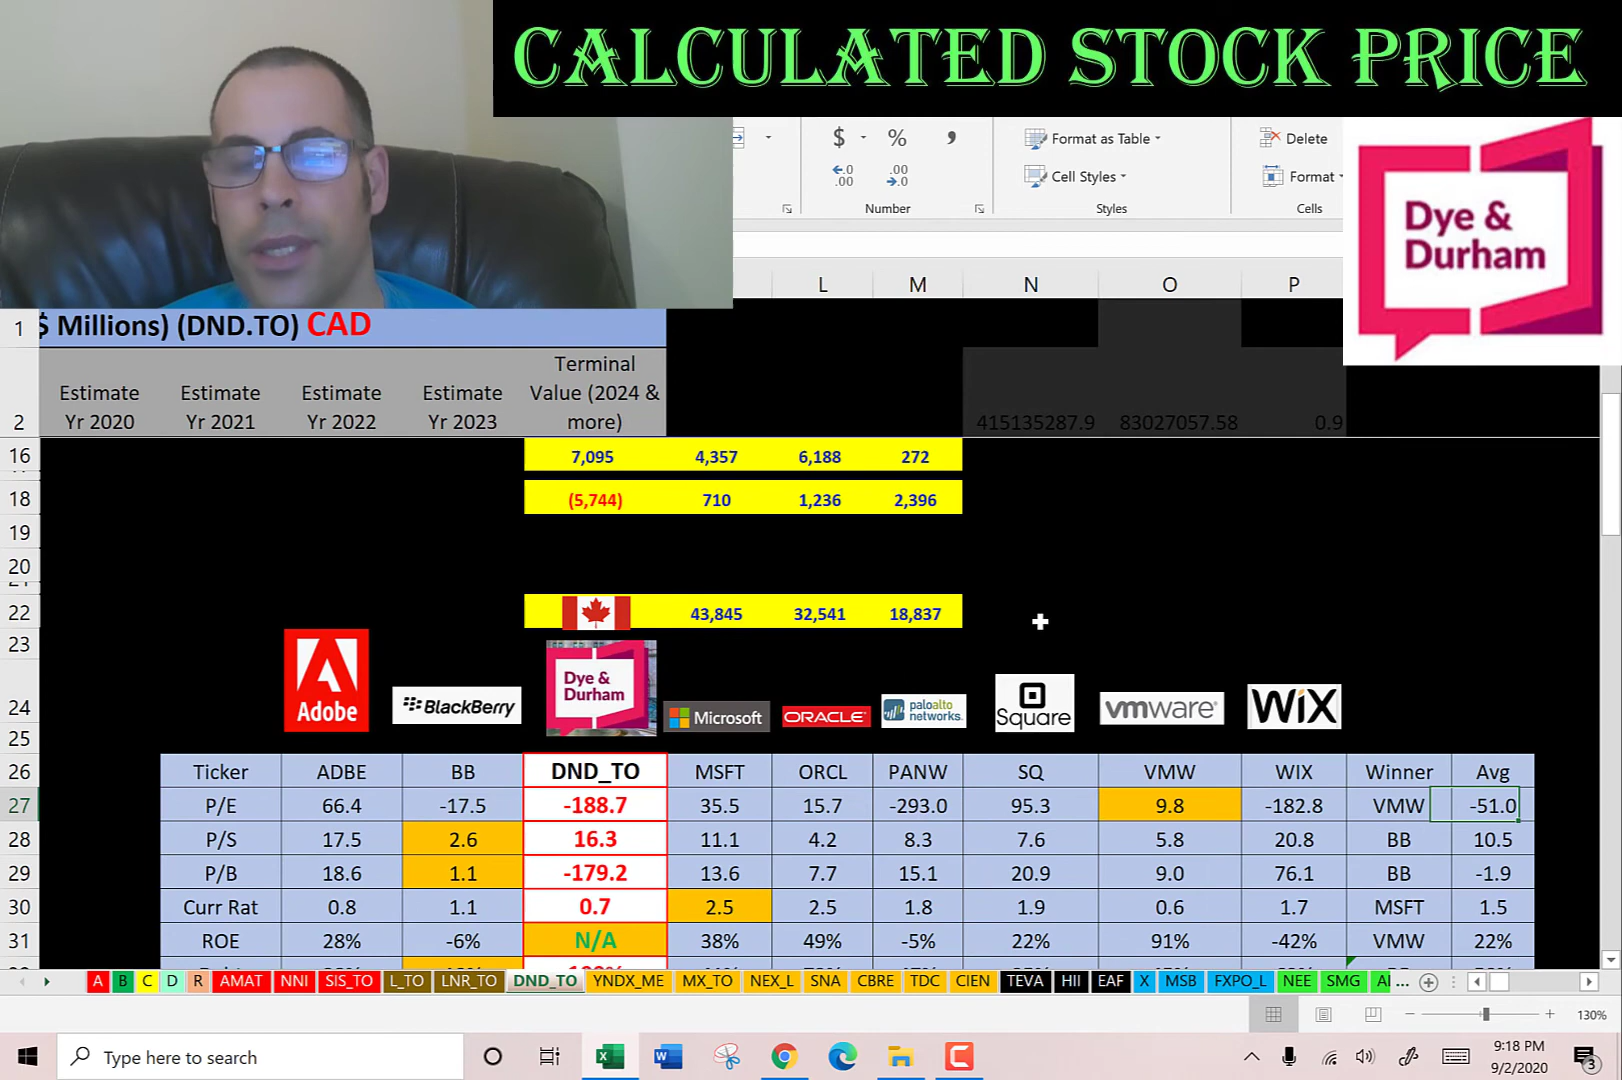 CALCULATED STOCK PRICE
$ % , Format as Table Delete
Cell Styles Format
Number Styles Cells
Dye &
Durham
L M N O P
1 $ Millions) (DND.TO) CAD
Terminal
Estimate Estimate Estimate Estimate Value (2024 &
2 Yr 2020 Yr 2021 Yr 2022 Yr 2023 more) 415135287.9 83027057.58 0.9
16 7,095 4,357 6,188 272
18 (5,744) 710 1,236 2,396
19
20
22 43,845 32,541 18,837
23
Adobe BlackBerry Dye &
Durham Microsoft ORACLE paloalto
networks Square vmware WiX
24
25
26 Ticker ADBE BB DND_TO MSFT ORCL PANW SQ VMW WIX Winner Avg
27 P/E 66.4 -17.5 -188.7 35.5 15.7 -293.0 95.3 9.8 -182.8 VMW -51.0
28 P/S 17.5 2.6 16.3 11.1 4.2 8.3 7.6 5.8 20.8 BB 10.5
29 P/B 18.6 1.1 -179.2 13.6 7.7 15.1 20.9 9.0 76.1 BB -1.9
30 Curr Rat 0.8 1.1 0.7 2.5 2.5 1.8 1.9 0.6 1.7 MSFT 1.5
31 ROE 28% -6% N/A 38% 49% -5% 22% 91% -42% VMW 22%
A B C D R AMAT NNI SIS_TO L_TO LNR_TO DND_TO YNDX_ME MX_TO NEX_L SNA CBRE TDC CIEN TEVA HII EAF X MSB FXPO_L NEE SMG ...
130%
Type here to search
9:18 PM
9/2/2020
3